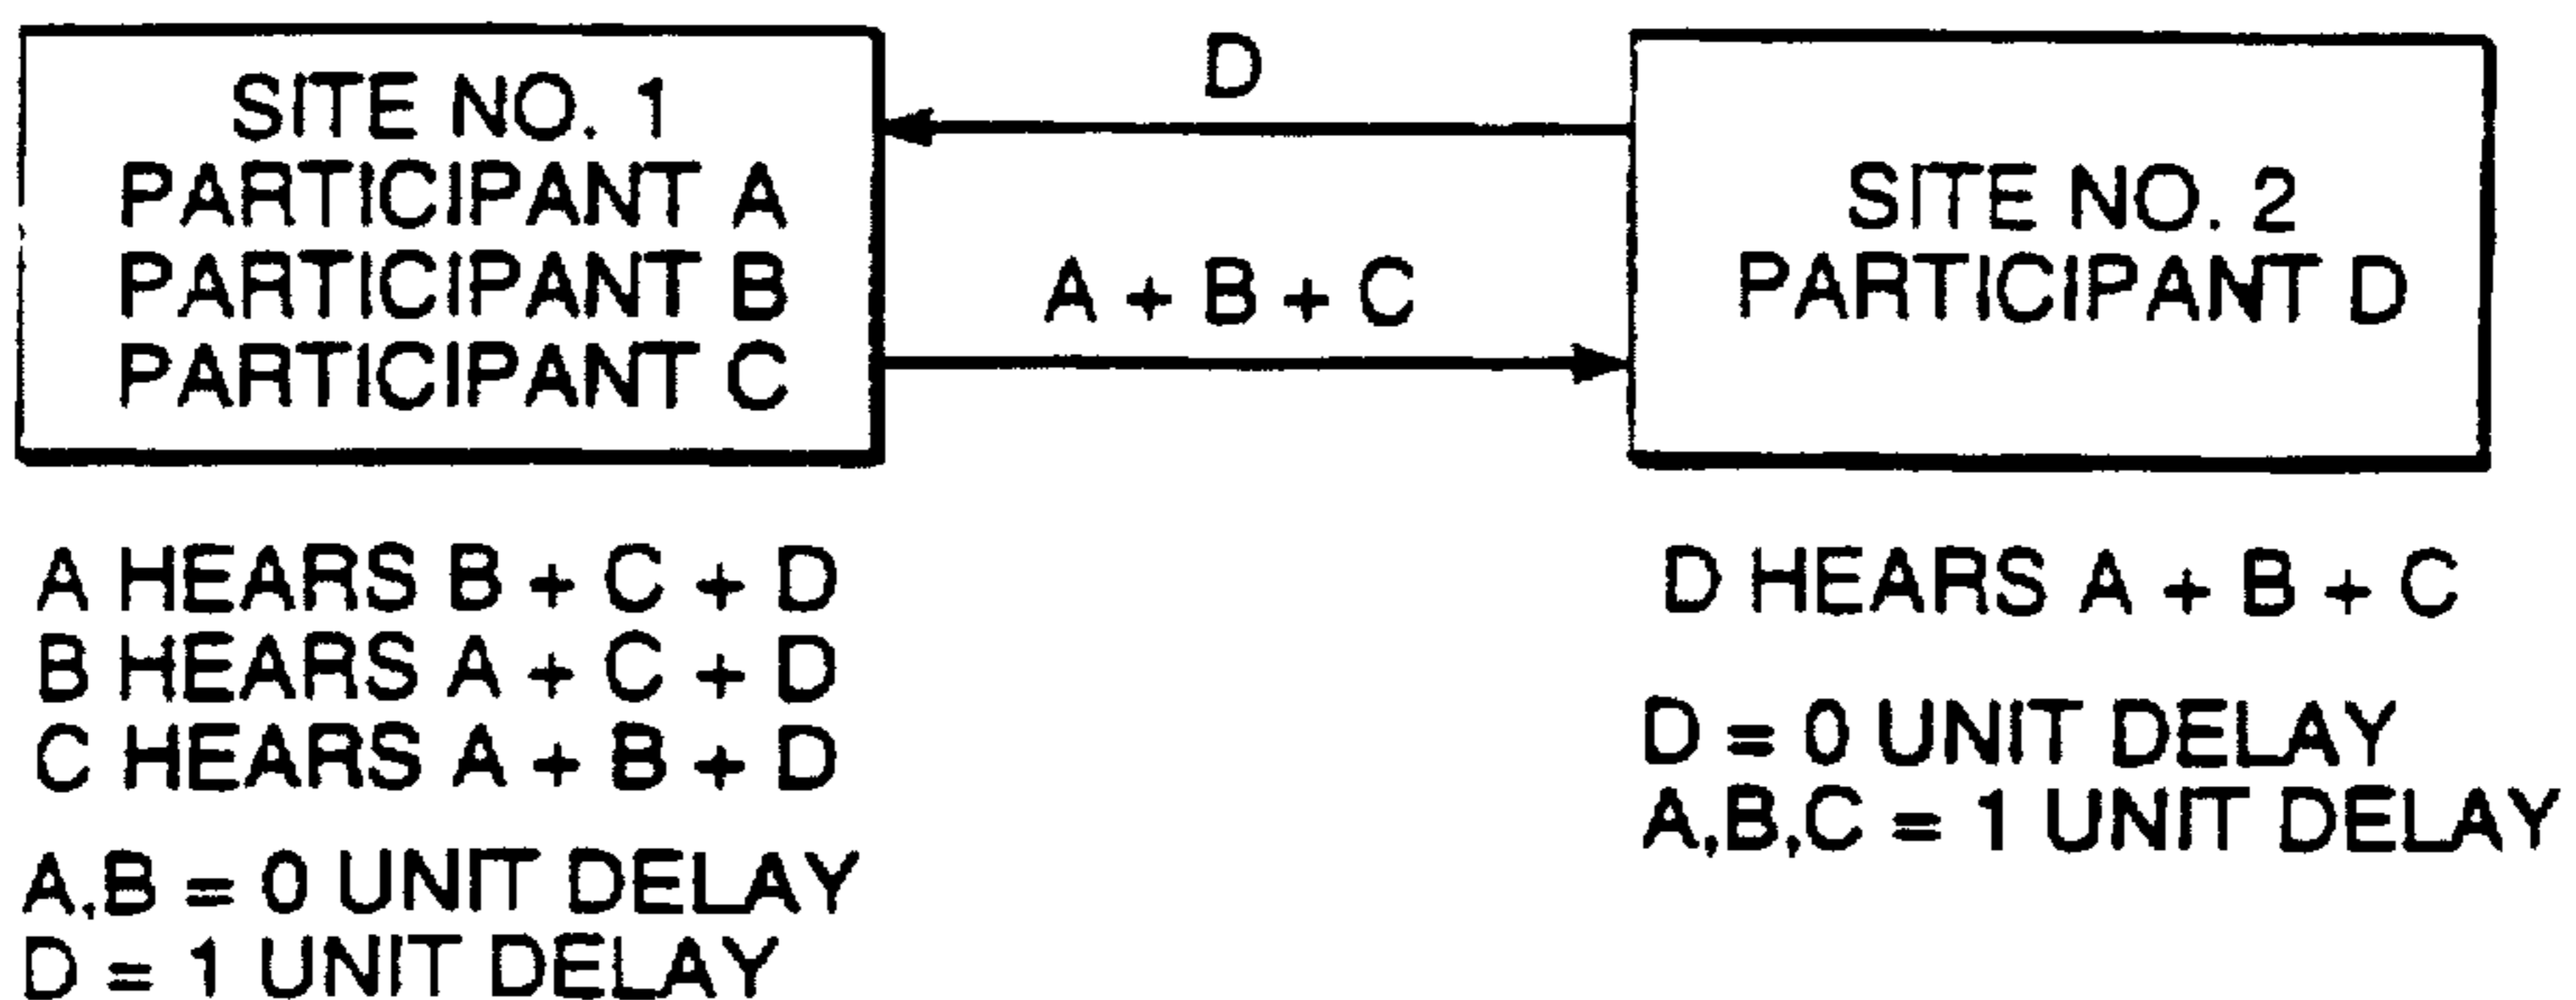 SITE NO. 1
PARTICIPANT A
PARTICIPANT B
PARTICIPANT C
D
A + B + C
SITE NO. 2
PARTICIPANT D
A HEARS B + C + D
B HEARS A + C + D
C HEARS A + B + D
A,B = 0 UNIT DELAY
D = 1 UNIT DELAY
D HEARS A + B + C
D = 0 UNIT DELAY
A,B,C = 1 UNIT DELAY